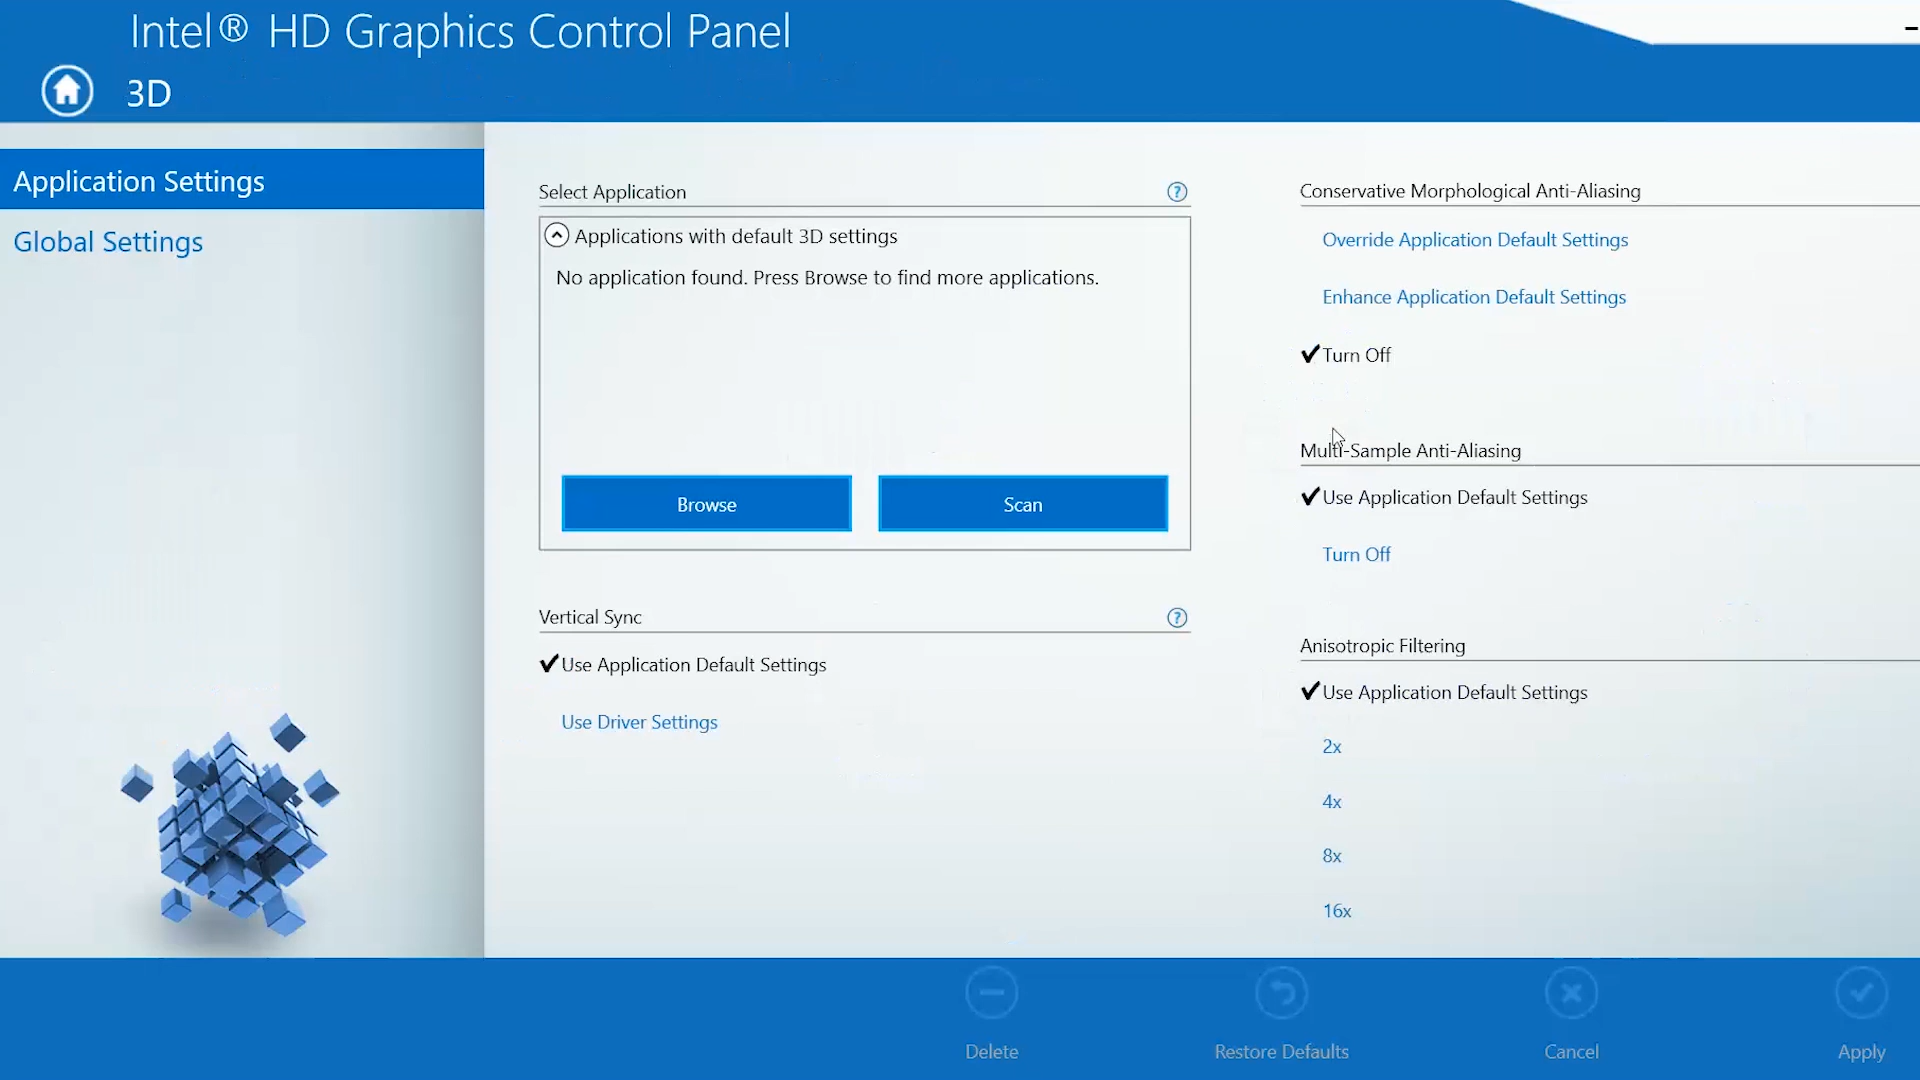 Intel® HD Graphics Control Panel
3D
Application Settings
Global Settings
Select Application
?
Applications with default 3D settings
No application found. Press Browse to find more applications.
Browse
Scan
Vertical Sync
?
Use Application Default Settings
Use Driver Settings
Conservative Morphological Anti-Aliasing
Override Application Default Settings
Enhance Application Default Settings
Turn Off
Multi-Sample Anti-Aliasing
Use Application Default Settings
Turn Off
Anisotropic Filtering
Use Application Default Settings
2x
4x
8x
16x
Delete
Restore Defaults
Cancel
Apply